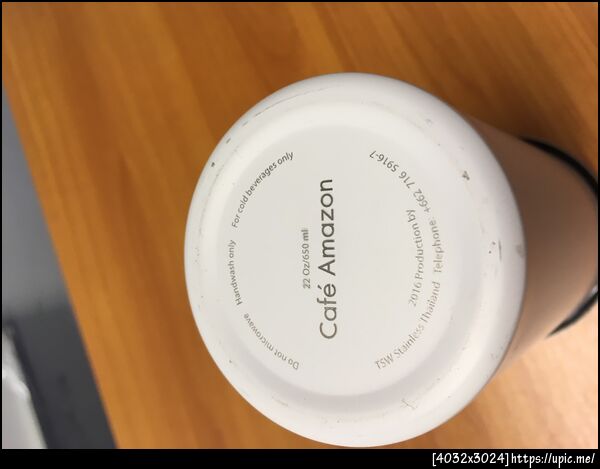 Do not microwave   Handwash only   For cold beverages only
22 Oz/650 ml
Café Amazon
2016 Production by
TSW Stainless Thailand   Telephone: +662 716 5916-7
[4032x3024]https://upic.me/